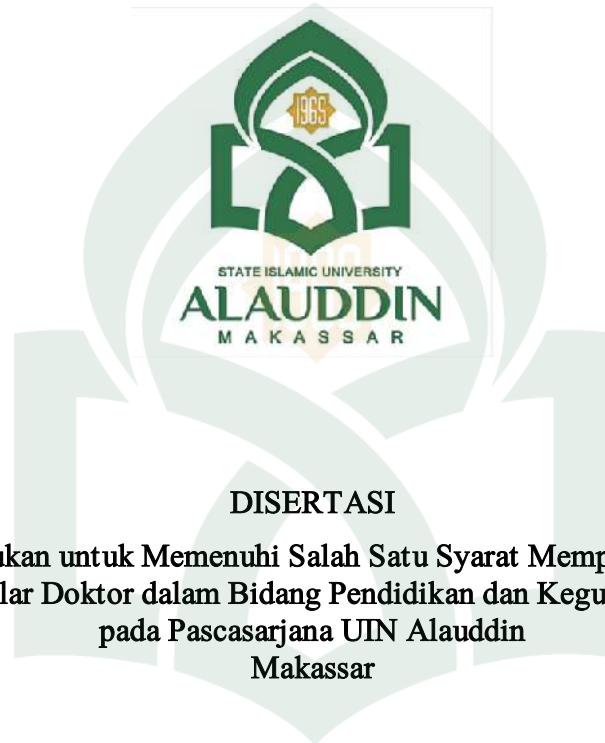 1965
STATE ISLAMIC UNIVERSITY
ALAUDDIN
MAKASSAR
DISERTASI
ukan untuk Memenuhi Salah Satu Syarat Memp
lar Doktor dalam Bidang Pendidikan dan Kegu
pada Pascasarjana UIN Alauddin
Makassar